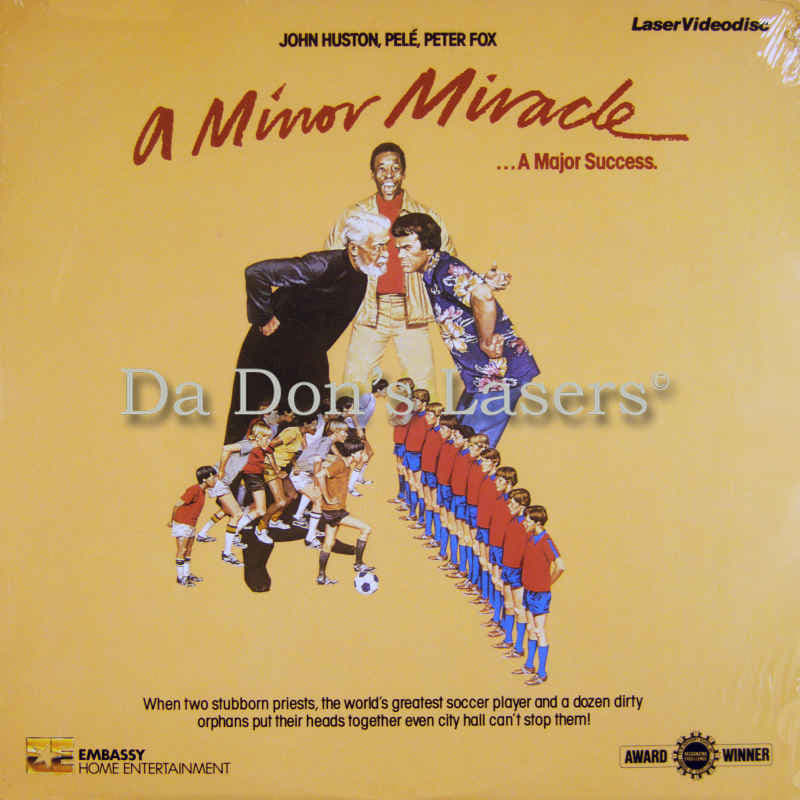 LaserVideodisc
JOHN HUSTON, PELÉ, PETER FOX
A Minor Miracle
...A Major Success.
Da Don's Lasers©
When two stubborn priests, the world's greatest soccer player and a dozen dirty
orphans put their heads together even city hall can't stop them!
EMBASSY
HOME ENTERTAINMENT
AWARD
WINNER